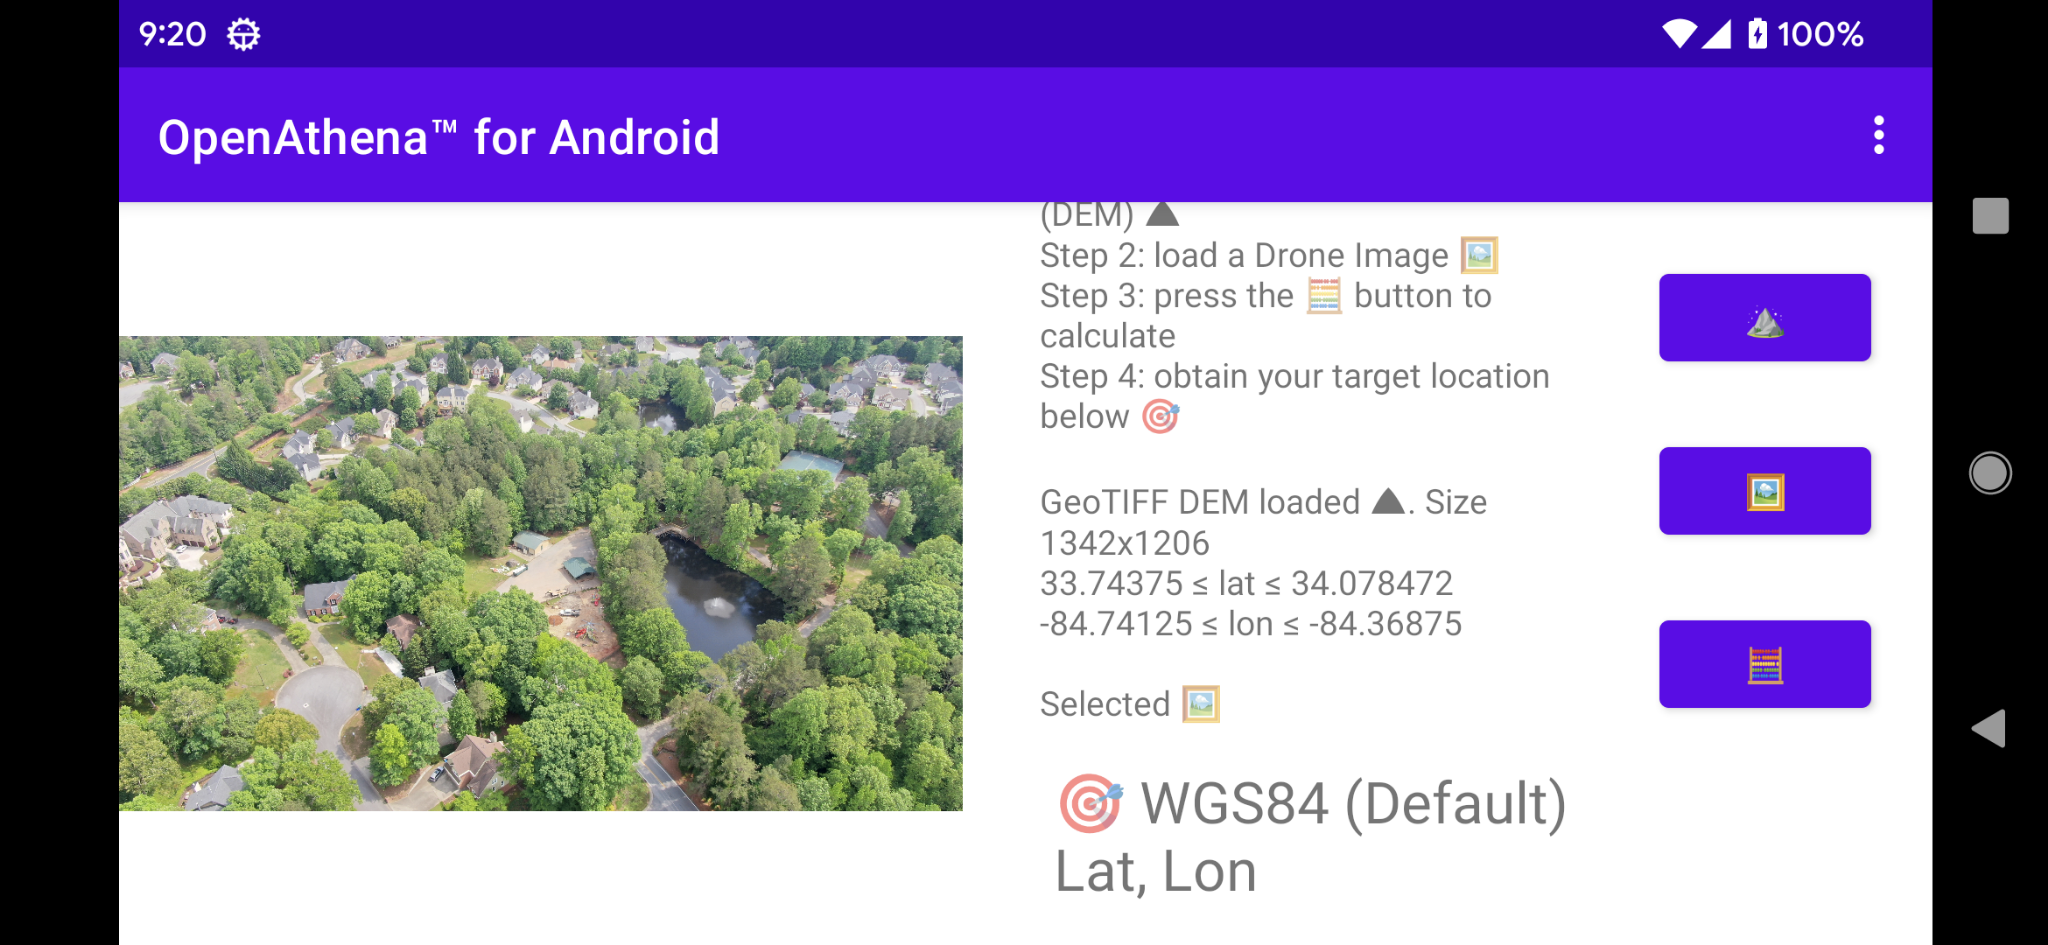 9:20
100%
OpenAthena™ for Android
(DEM) ▲
Step 2: load a Drone Image 🖼️
Step 3: press the 🧮 button to
calculate
Step 4: obtain your target location
below 🎯
GeoTIFF DEM loaded ▲. Size
1342x1206
33.74375 ≤ lat ≤ 34.078472
-84.74125 ≤ lon ≤ -84.36875
Selected 🖼️
🎯 WGS84 (Default)
Lat, Lon